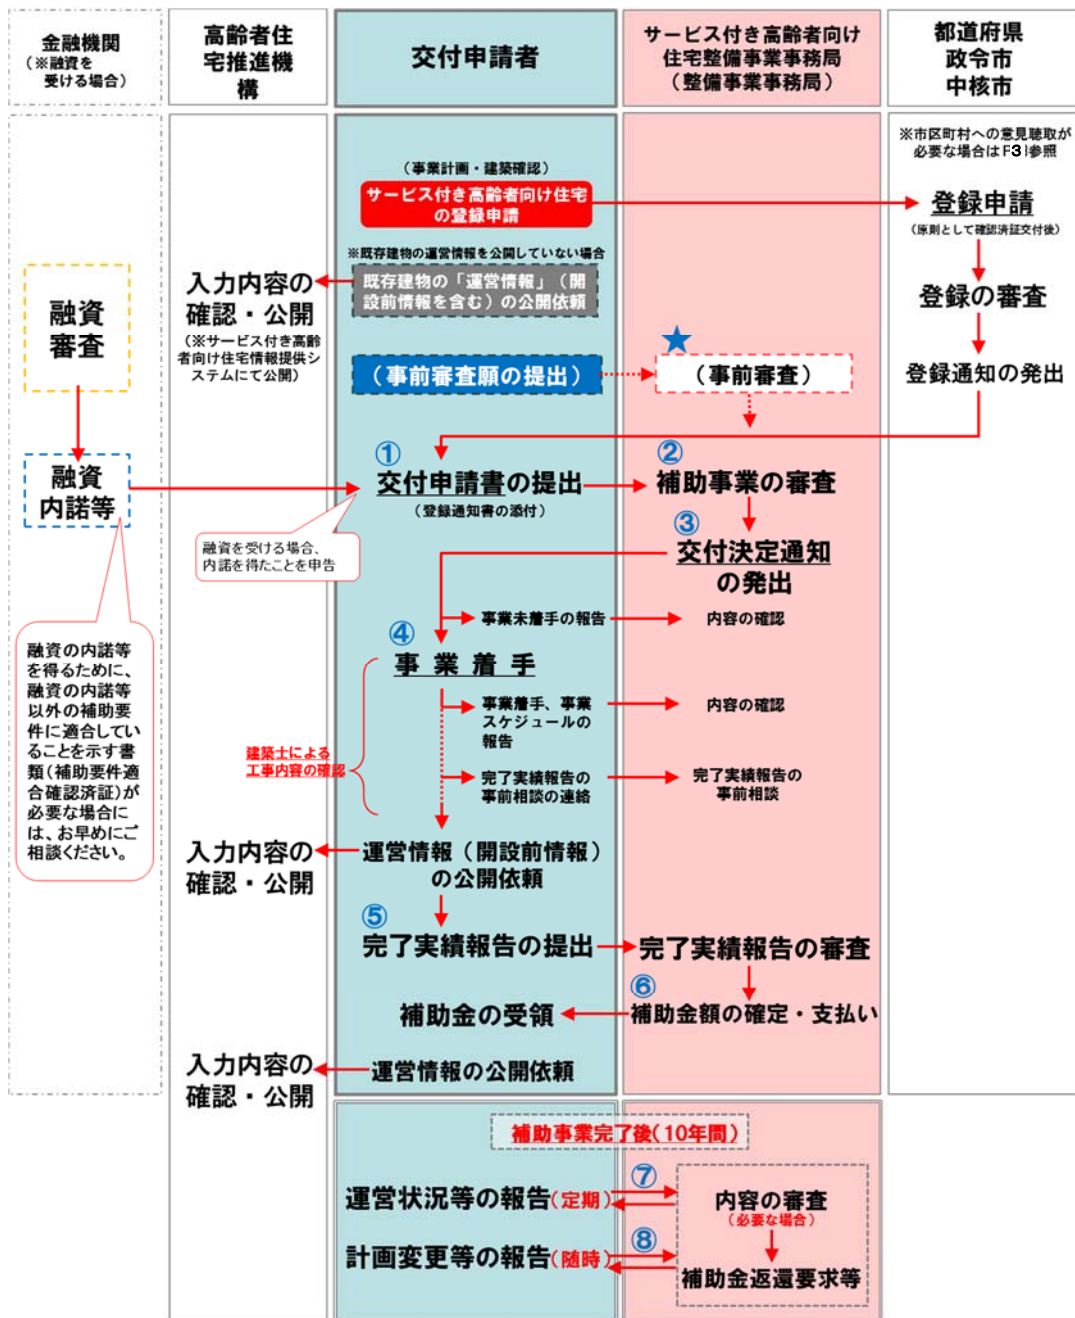 金融機関
（※融資を
受ける場合）
高齢者住
宅推進機
構
交付申請者
サービス付き高齢者向け
住宅整備事業事務局
（整備事業事務局）
都道府県
政令市
中核市
※市区町村への意見聴取が
必要な場合はP3参照
（事業計画・建築確認）
サービス付き高齢者向け住宅
の登録申請
登録申請
（原則として確認済証交付後）
※既存建物の運営情報を公開していない場合
既存建物の「運営情報」（開
設前情報を含む）の公開依頼
入力内容の
確認・公開
（※サービス付き高齢
者向け住宅情報提供シ
ステムにて公開）
登録の審査
融資
審査
★
（事前審査願の提出）
（事前審査）
登録通知の発出
融資
内諾等
①
交付申請書の提出
（登録通知書の添付）
②
補助事業の審査
融資を受ける場合、
内諾を得たことを申告
③
交付決定通知
の発出
事業未着手の報告
内容の確認
④
事業着手
融資の内諾等
を得るために、
融資の内諾等
以外の補助要
件に適合してい
ることを示す書
類（補助要件適
合確認済証）が
必要な場合に
は、お早めにご
相談ください。
事業着手、事業
スケジュールの
報告
内容の確認
建築士による
工事内容の確認
完了実績報告の
事前相談の連絡
完了実績報告の
事前相談
入力内容の
確認・公開
運営情報（開設前情報）
の公開依頼
⑤
完了実績報告の提出
完了実績報告の審査
⑥
補助金の受領
補助金額の確定・支払い
入力内容の
確認・公開
運営情報の公開依頼
補助事業完了後（10年間）
⑦
運営状況等の報告（定期）
内容の審査
（必要な場合）
⑧
計画変更等の報告（随時）
補助金返還要求等